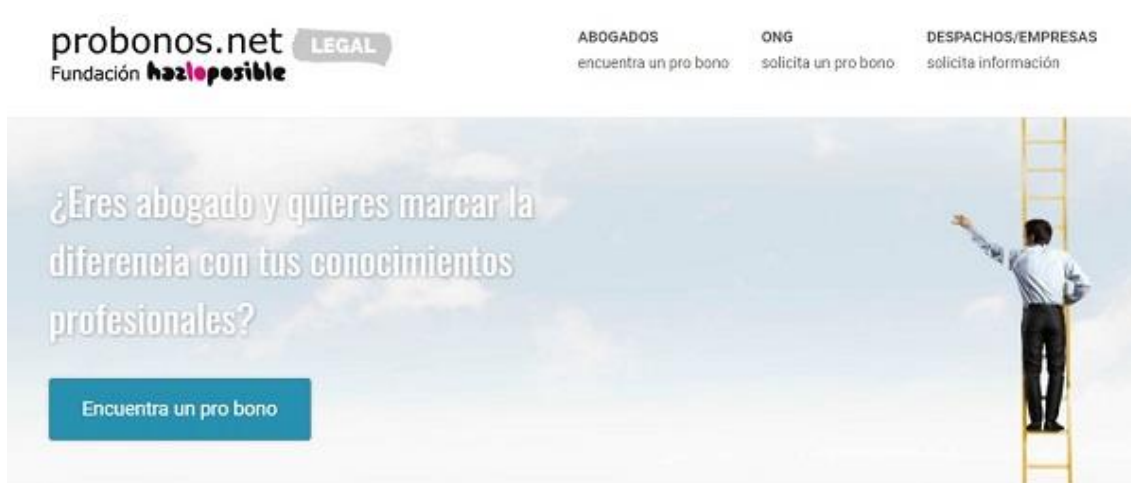 probonos.net LEGAL
Fundación hazloposible
ABOGADOS
encuentra un pro bono
ONG
solicita un pro bono
DESPACHOS/EMPRESAS
solicita información
¿Eres abogado y quieres marcar la
diferencia con tus conocimientos
profesionales?
Encuentra un pro bono